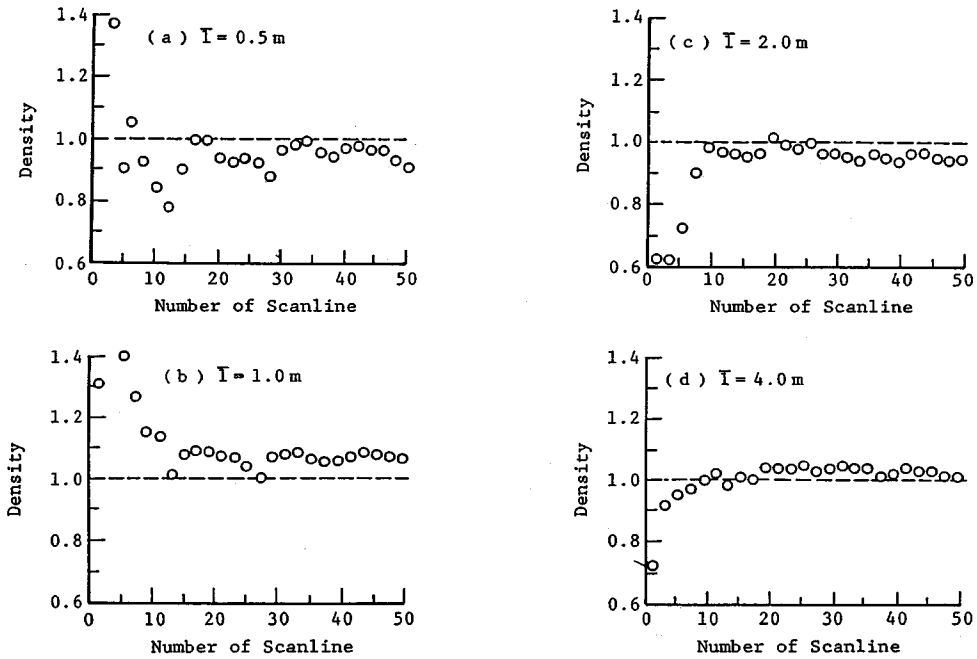 (a) Ī = 0.5 m
Density
1.4
1.2
1.0
0.8
0.6
0 10 20 30 40 50
Number of Scanline
(c) Ī = 2.0 m
Density
1.4
1.2
1.0
0.8
0.6
0 10 20 30 40 50
Number of Scanline
(b) Ī = 1.0 m
Density
1.4
1.2
1.0
0.8
0.6
0 10 20 30 40 50
Number of Scanline
(d) Ī = 4.0 m
Density
1.4
1.2
1.0
0.8
0.6
0 10 20 30 40 50
Number of Scanline